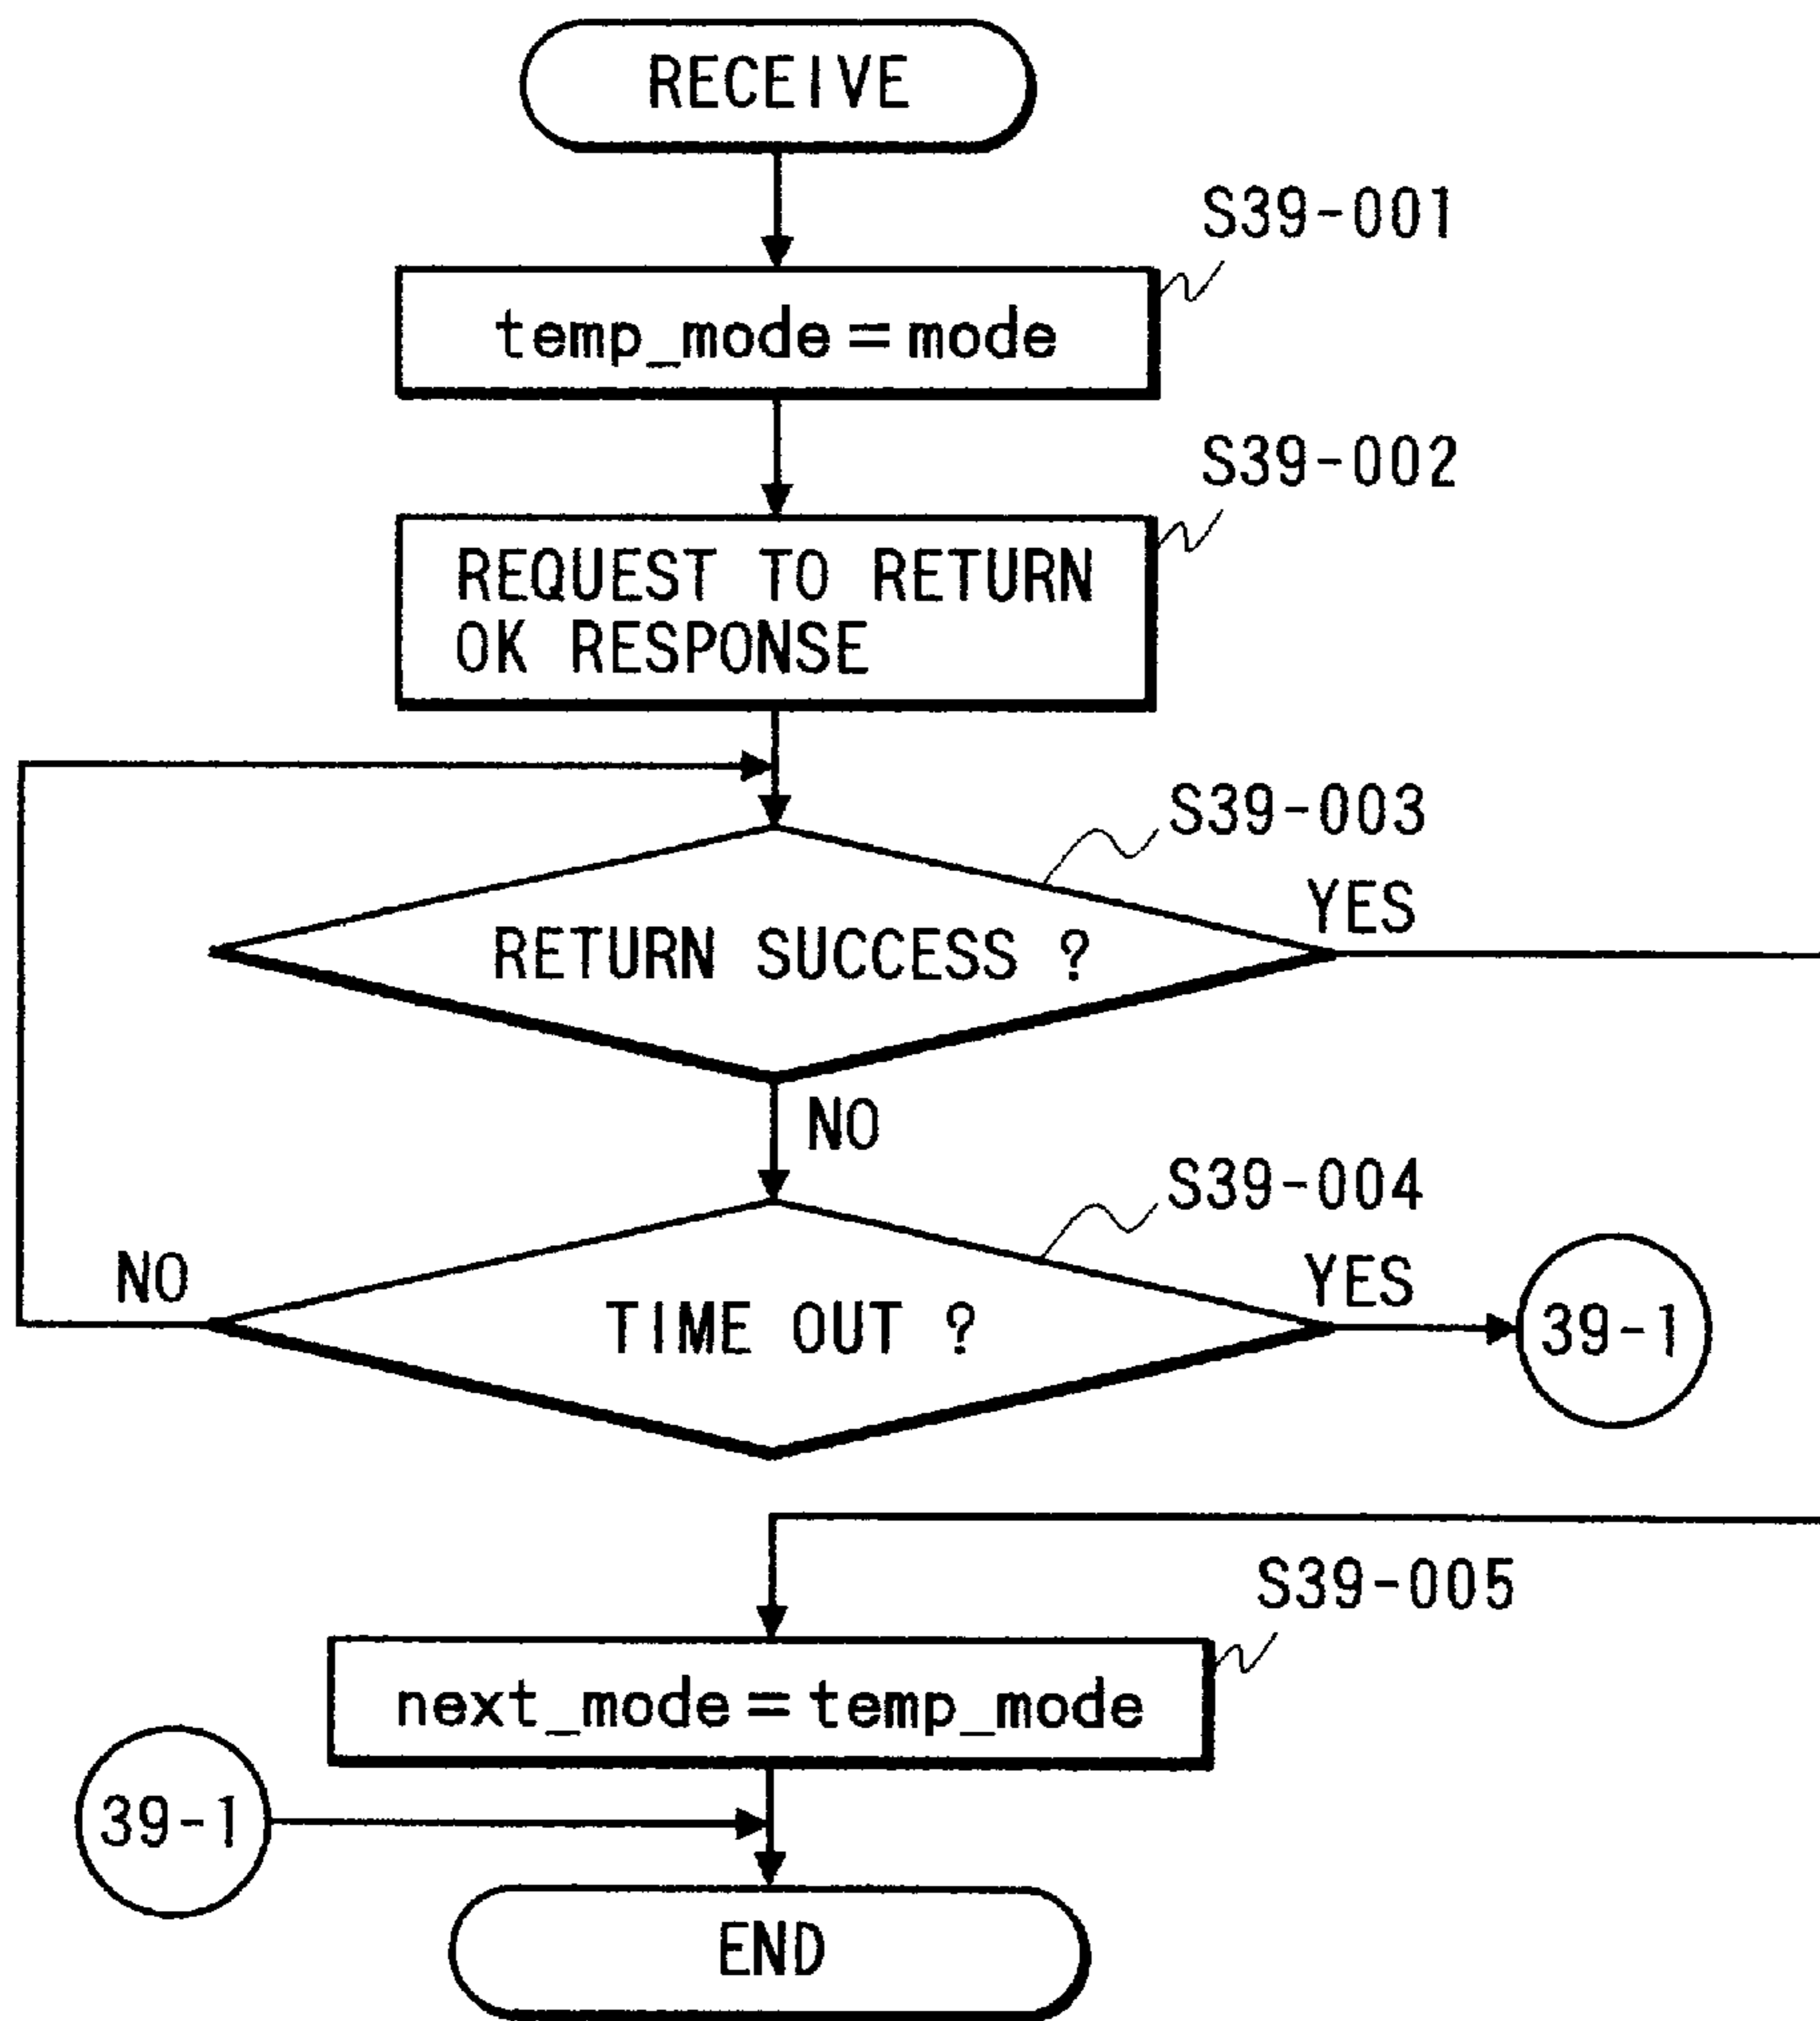 RECEIVE
S39-001
temp_mode=mode
S39-002
REQUEST TO RETURN
OK RESPONSE
S39-003
YES
RETURN SUCCESS ?
NO
S39-004
NO
YES
TIME OUT ?
39-1
S39-005
next_mode=temp_mode
39-1
END